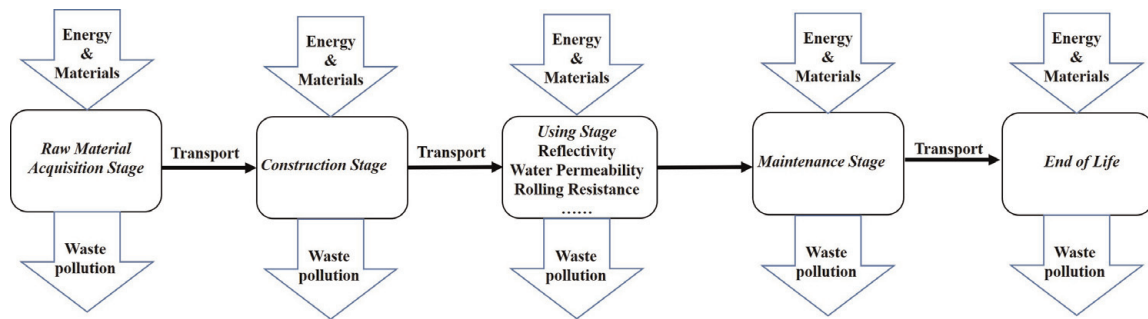 Energy
&
Materials
Energy
&
Materials
Energy
&
Materials
Energy
&
Materials
Energy
&
Materials
Raw Material
Acquisition Stage
Transport
Construction Stage
Transport
Using Stage
Reflectivity
Water Permeability
Rolling Resistance
......
Maintenance Stage
Transport
End of Life
Waste
pollution
Waste
pollution
Waste
pollution
Waste
pollution
Waste
pollution